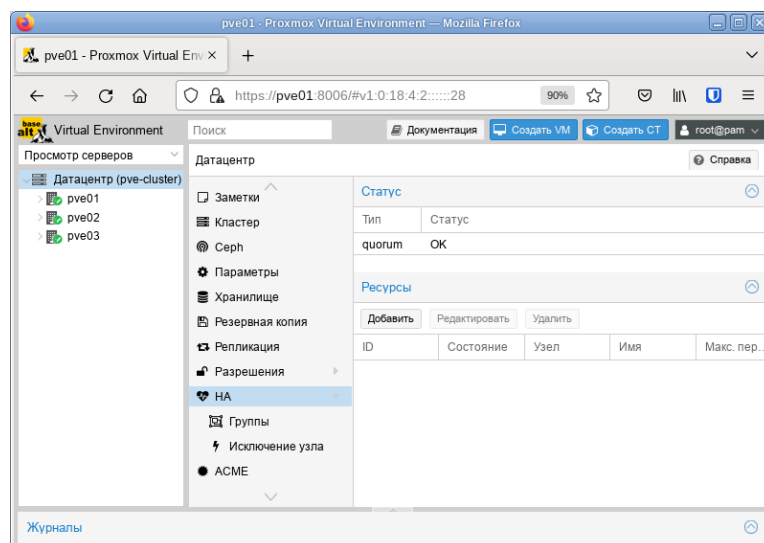 pve01 - Proxmox Virtual Environment — Mozilla Firefox
pve01 - Proxmox Virtual Env
https://pve01:8006/#v1:0:18:4:2::::::28
90%
base
alt
Virtual Environment
Поиск
Документация
Создать VM
Создать CT
root@pam
Просмотр серверов
Датацентр
Справка
Датацентр (pve-cluster)
pve01
pve02
pve03
Заметки
Кластер
Ceph
Параметры
Хранилище
Резервная копия
Репликация
Разрешения
HA
Группы
Исключение узла
ACME
Статус
Тип Статус
quorum OK
Ресурсы
Добавить Редактировать Удалить
ID Состояние Узел Имя Макс. пер...
Журналы